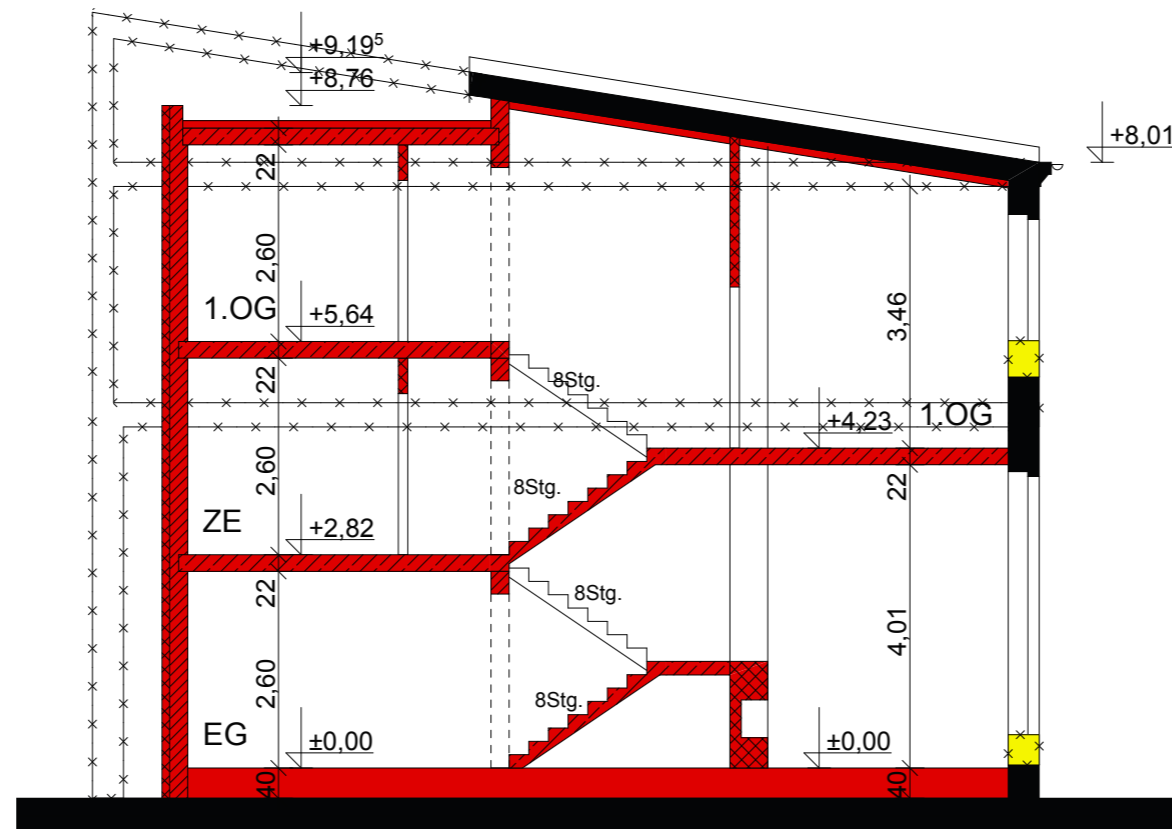 +9,19⁵
+8,76
+8,01
22
2,60
1.OG
+5,64
3,46
22
8Stg.
+4,23
1.OG
2,60
8Stg.
22
ZE
+2,82
22
8Stg.
4,01
2,60
8Stg.
EG
±0,00
±0,00
40
40